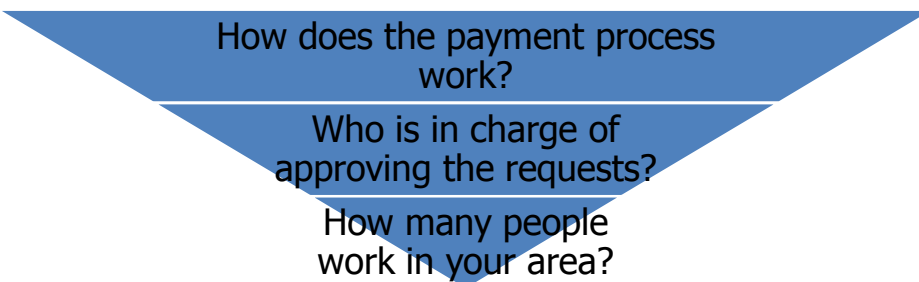 How does the payment process
work?
Who is in charge of
approving the requests?
How many people
work in your area?